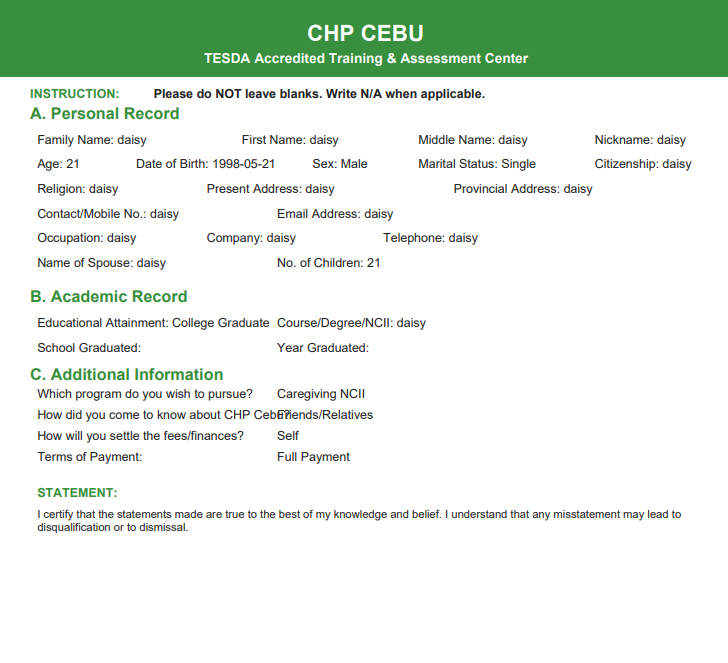 CHP CEBU
TESDA Accredited Training & Assessment Center
INSTRUCTION: Please do NOT leave blanks. Write N/A when applicable.
A. Personal Record
Family Name: daisy First Name: daisy Middle Name: daisy Nickname: daisy
Age: 21 Date of Birth: 1998-05-21 Sex: Male Marital Status: Single Citizenship: daisy
Religion: daisy Present Address: daisy Provincial Address: daisy
Contact/Mobile No.: daisy Email Address: daisy
Occupation: daisy Company: daisy Telephone: daisy
Name of Spouse: daisy No. of Children: 21
B. Academic Record
Educational Attainment: College Graduate Course/Degree/NCII: daisy
School Graduated: Year Graduated:
C. Additional Information
Which program do you wish to pursue? Caregiving NCII
How did you come to know about CHP Cebu? Friends/Relatives
How will you settle the fees/finances? Self
Terms of Payment: Full Payment
STATEMENT:
I certify that the statements made are true to the best of my knowledge and belief. I understand that any misstatement may lead to
disqualification or to dismissal.